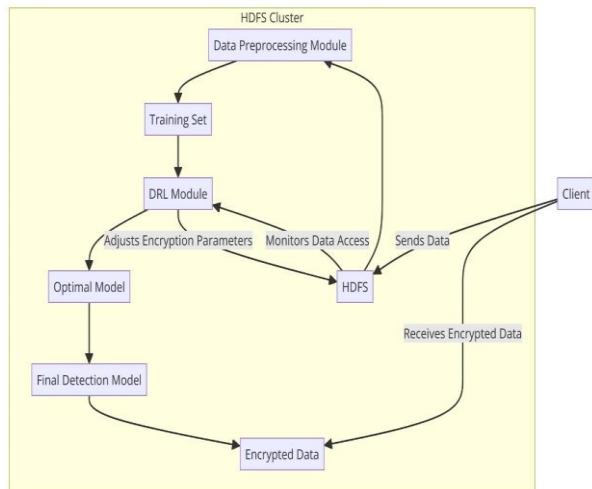 HDFS Cluster
Data Preprocessing Module
Training Set
DRL Module
Client
Adjusts Encryption Parameters
Monitors Data Access
Sends Data
Optimal Model
HDFS
Receives Encrypted Data
Final Detection Model
Encrypted Data